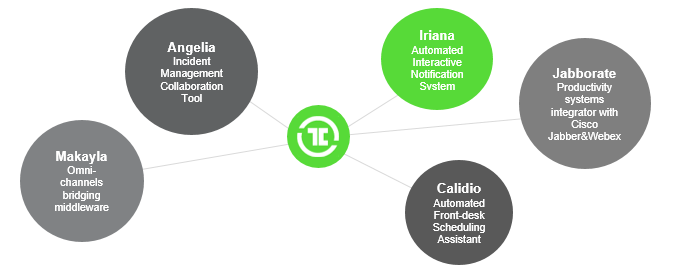 Angelia
Incident
Management
Collaboration
Tool
Iriana
Automated
Interactive
Notification
System
Jabborate
Productivity
systems
integrator with
Cisco
Jabber&Webex
Makayla
Omni-
channels
bridging
middleware
Calidio
Automated
Front-desk
Scheduling
Assistant